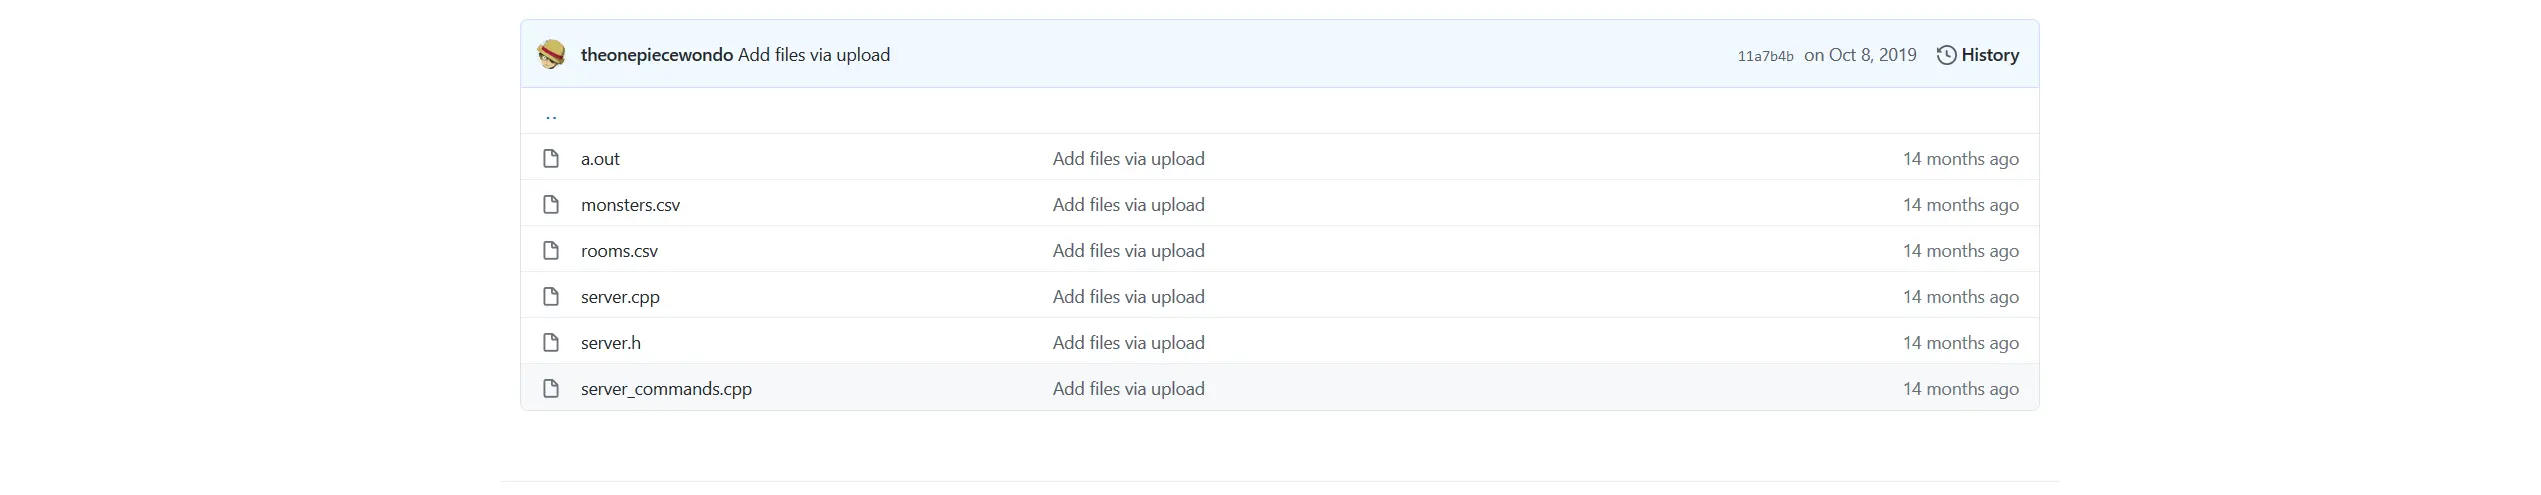 theonepiecewondo Add files via upload 11a7b4b on Oct 8, 2019 History
..
a.out Add files via upload 14 months ago
monsters.csv Add files via upload 14 months ago
rooms.csv Add files via upload 14 months ago
server.cpp Add files via upload 14 months ago
server.h Add files via upload 14 months ago
server_commands.cpp Add files via upload 14 months ago